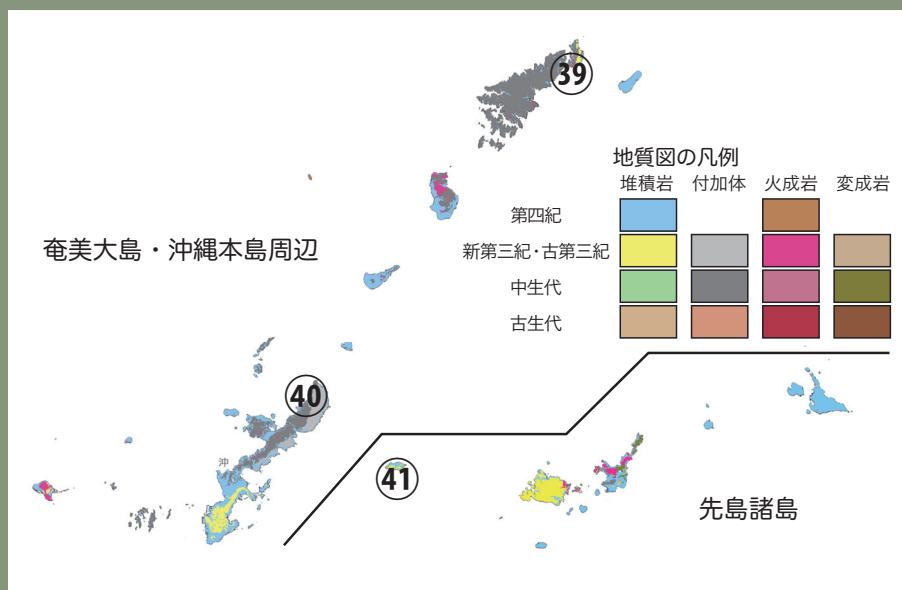 39
地質図の凡例
堆積岩 付加体 火成岩 変成岩
第四紀
新第三紀・古第三紀
中生代
古生代
奄美大島・沖縄本島周辺
40
沖
41
先島諸島